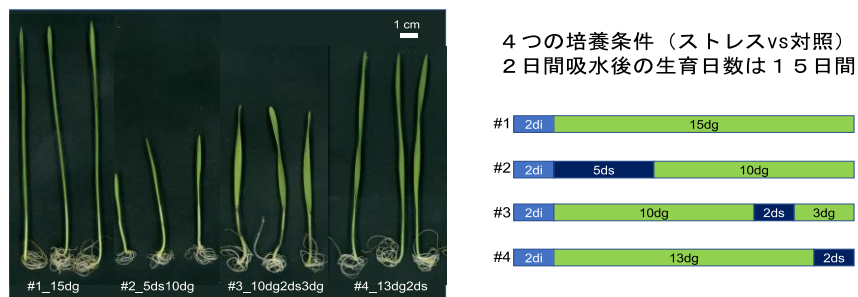 1 cm
#1_15dg
#2_5ds10dg
#3_10dg2ds3dg
#4_13dg2ds
４つの培養条件（ストレスvs対照）
２日間吸水後の生育日数は１５日間
#1 2di 15dg
#2 2di 5ds 10dg
#3 2di 10dg 2ds 3dg
#4 2di 13dg 2ds